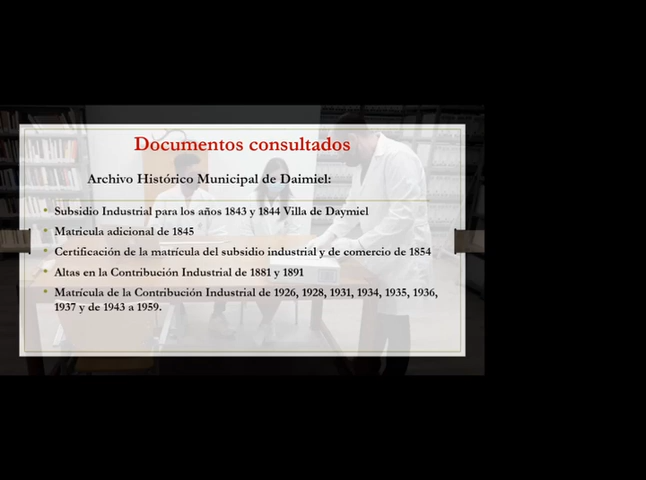 Documentos consultados
Archivo Histórico Municipal de Daimiel:
Subsidio Industrial para los años 1843 y 1844 Villa de Daymiel
Matricula adicional de 1845
Certificación de la matrícula del subsidio industrial y de comercio de 1854
Altas en la Contribución Industrial de 1881 y 1891
Matrícula de la Contribución Industrial de 1926, 1928, 1931, 1934, 1935, 1936,
1937 y de 1943 a 1959.